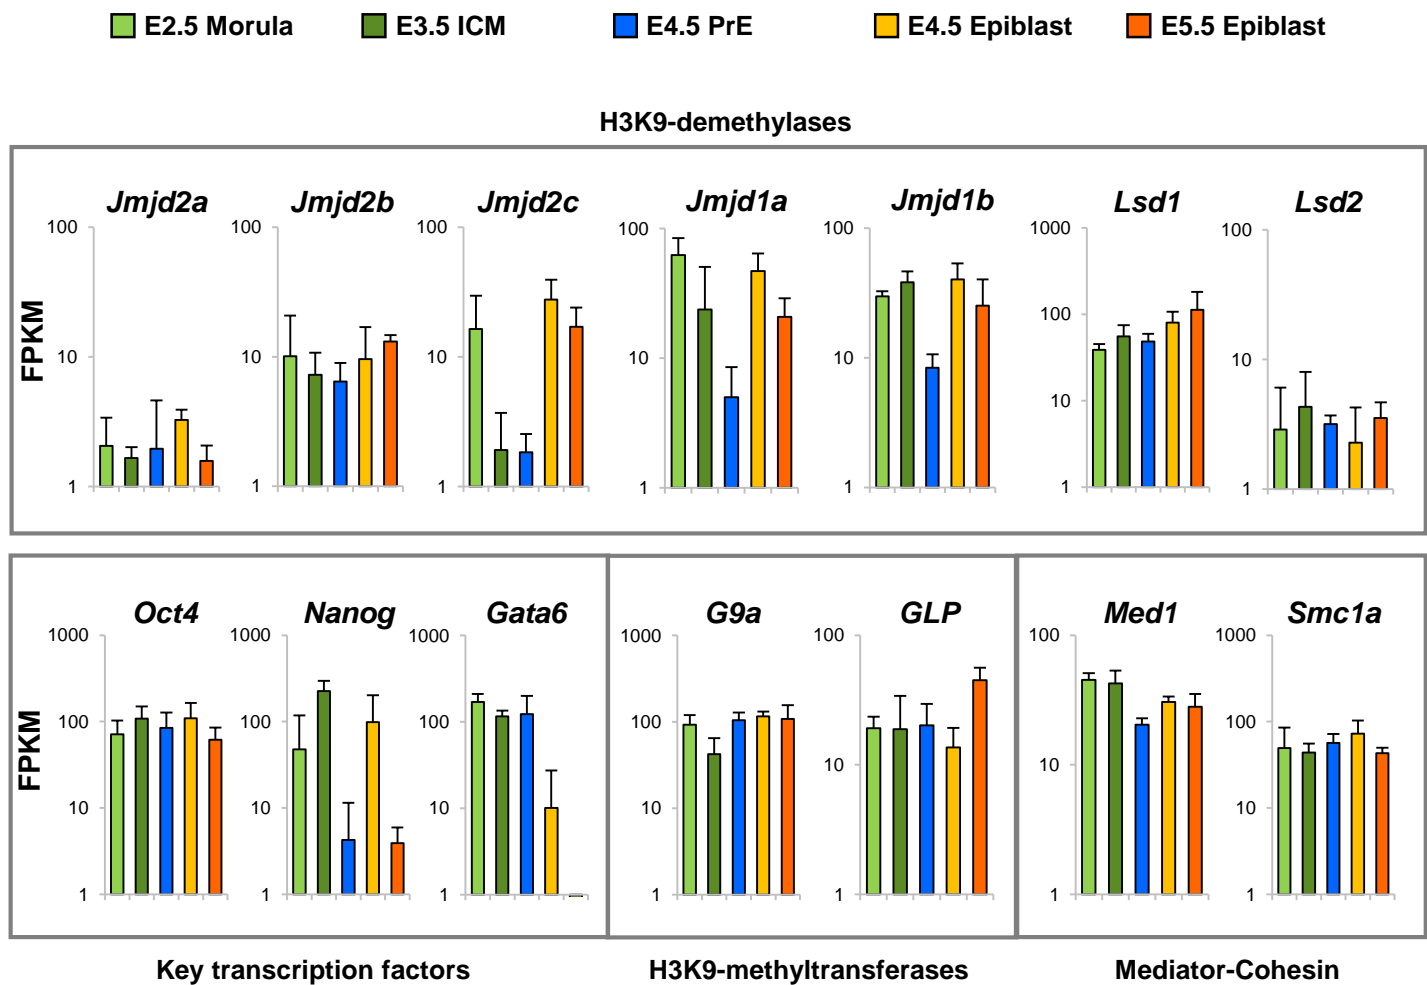 E2.5 Morula E3.5 ICM E4.5 PrE E4.5 Epiblast E5.5 Epiblast
H3K9-demethylases
Jmjd2a Jmjd2b Jmjd2c Jmjd1a Jmjd1b Lsd1 Lsd2
100 100 100 100 100 1000 100
100
FPKM
10 10 10 10 10 10 10
1 1 1 1 1 1 1
Oct4 Nanog Gata6 G9a GLP Med1 Smc1a
1000 1000 1000 1000 100 100 1000
100 100 100 100 100
FPKM
10 10
10 10 10 10 10
1 1 1 1 1 1 1
Key transcription factors H3K9-methyltransferases Mediator-Cohesin